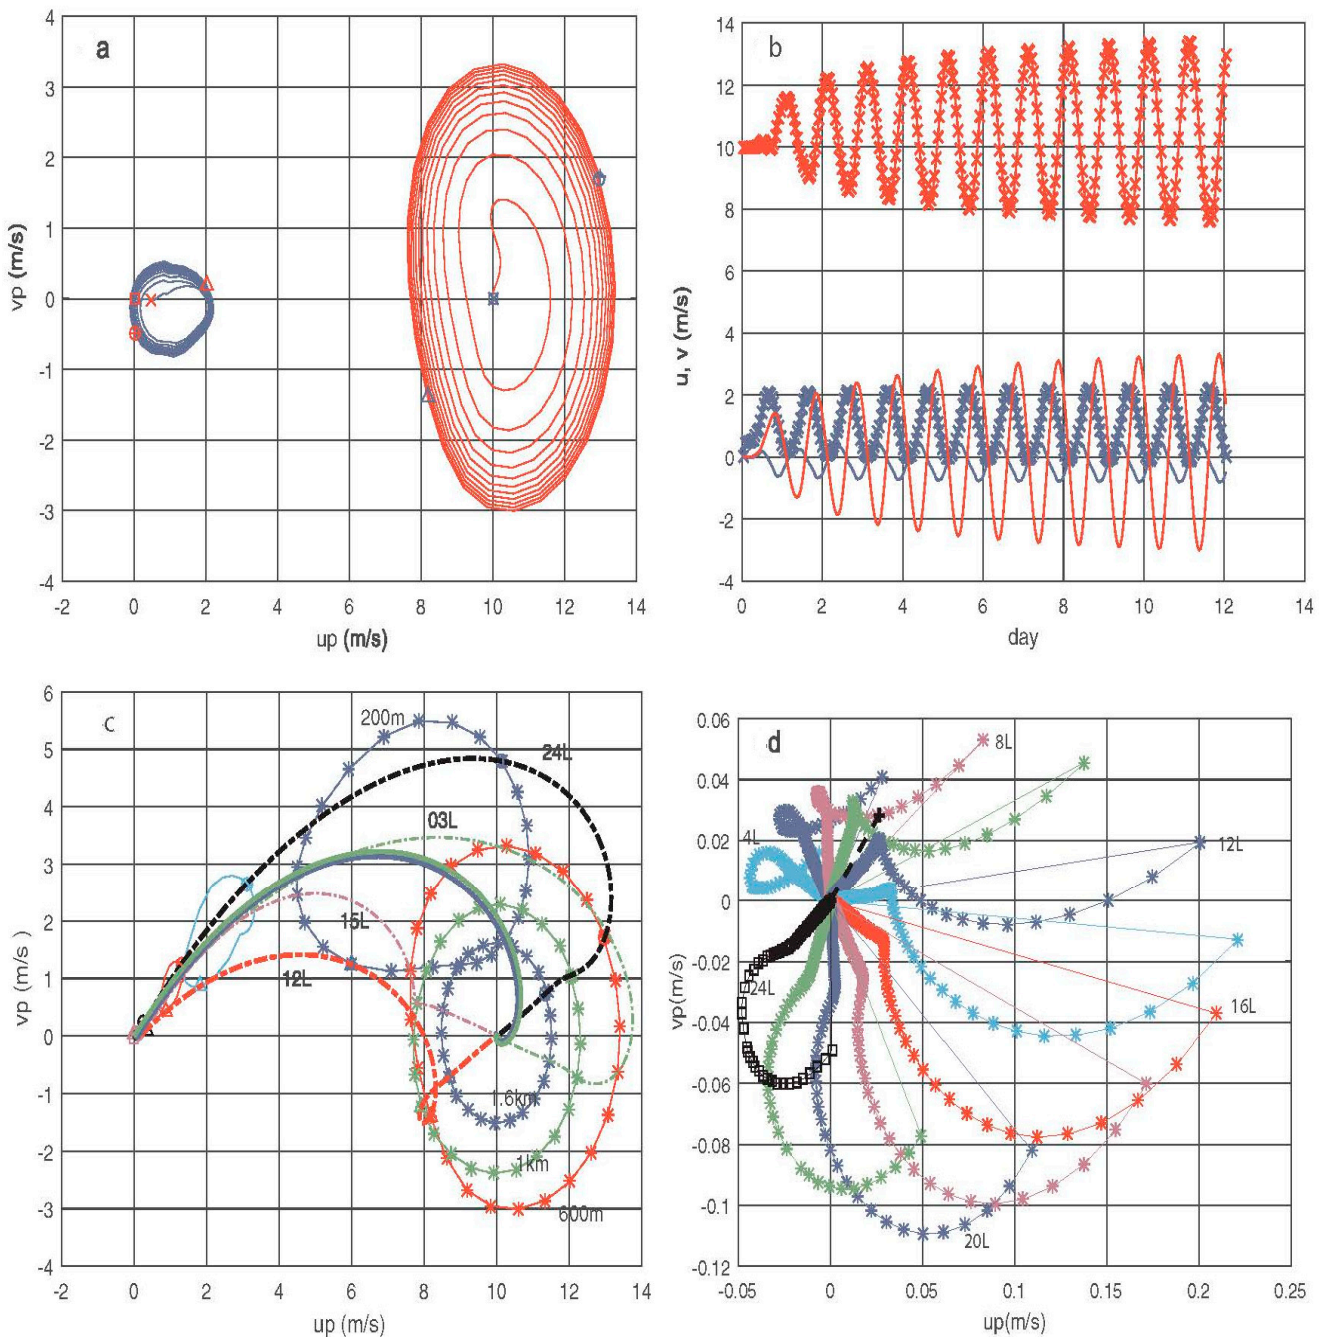 a
4
3
2
1
0
-1
-2
-3
-4
-2 0 2 4 6 8 10 12 14
up (m/s)
vp (m/s)
b
14
12
10
8
6
4
2
0
-2
-4
0 2 4 6 8 10 12 14
day
u, v (m/s)
c
6
5
4
3
2
1
0
-1
-2
-3
-4
200m
24L
03L
15L
12L
1.6km
1km
600m
-2 0 2 4 6 8 10 12 14
up (m/s)
vp (m/s)
d
0.06
0.04
0.02
0
-0.02
-0.04
-0.06
-0.08
-0.1
-0.12
8L
4L
12L
24L
16L
20L
-0.05 0 0.05 0.1 0.15 0.2 0.25
up(m/s)
vp(m/s)